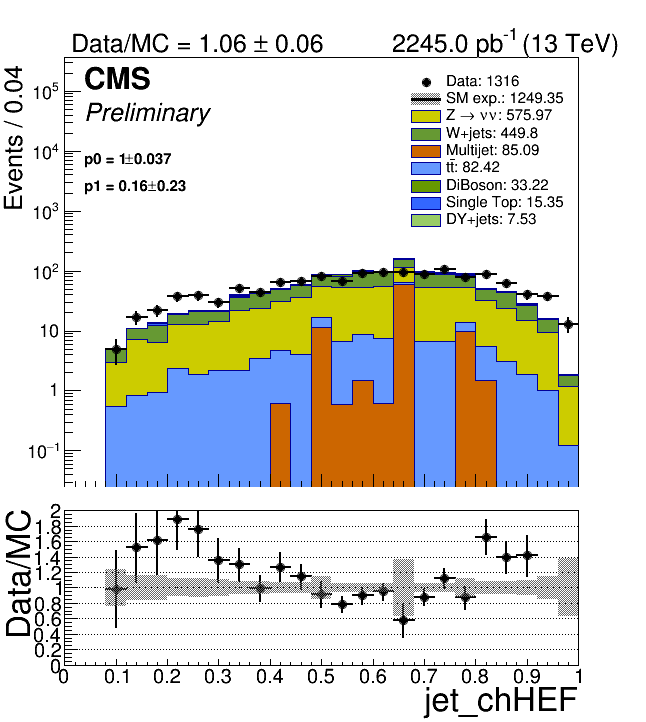 Data/MC = 1.06 ± 0.06 2245.0 pb⁻¹ (13 TeV)
CMS
Preliminary
p0 = 1±0.037
p1 = 0.16±0.23
Data: 1316
SM exp.: 1249.35
Z → νν: 575.97
W+jets: 449.8
Multijet: 85.09
tt̄: 82.42
DiBoson: 33.22
Single Top: 15.35
DY+jets: 7.53
Events / 0.04
10⁵
10⁴
10³
10²
10
1
10⁻¹
Data/MC
2
1.8
1.6
1.4
1.2
1
0.8
0.6
0.4
0.2
0
0 0.1 0.2 0.3 0.4 0.5 0.6 0.7 0.8 0.9 1
jet_chHEF